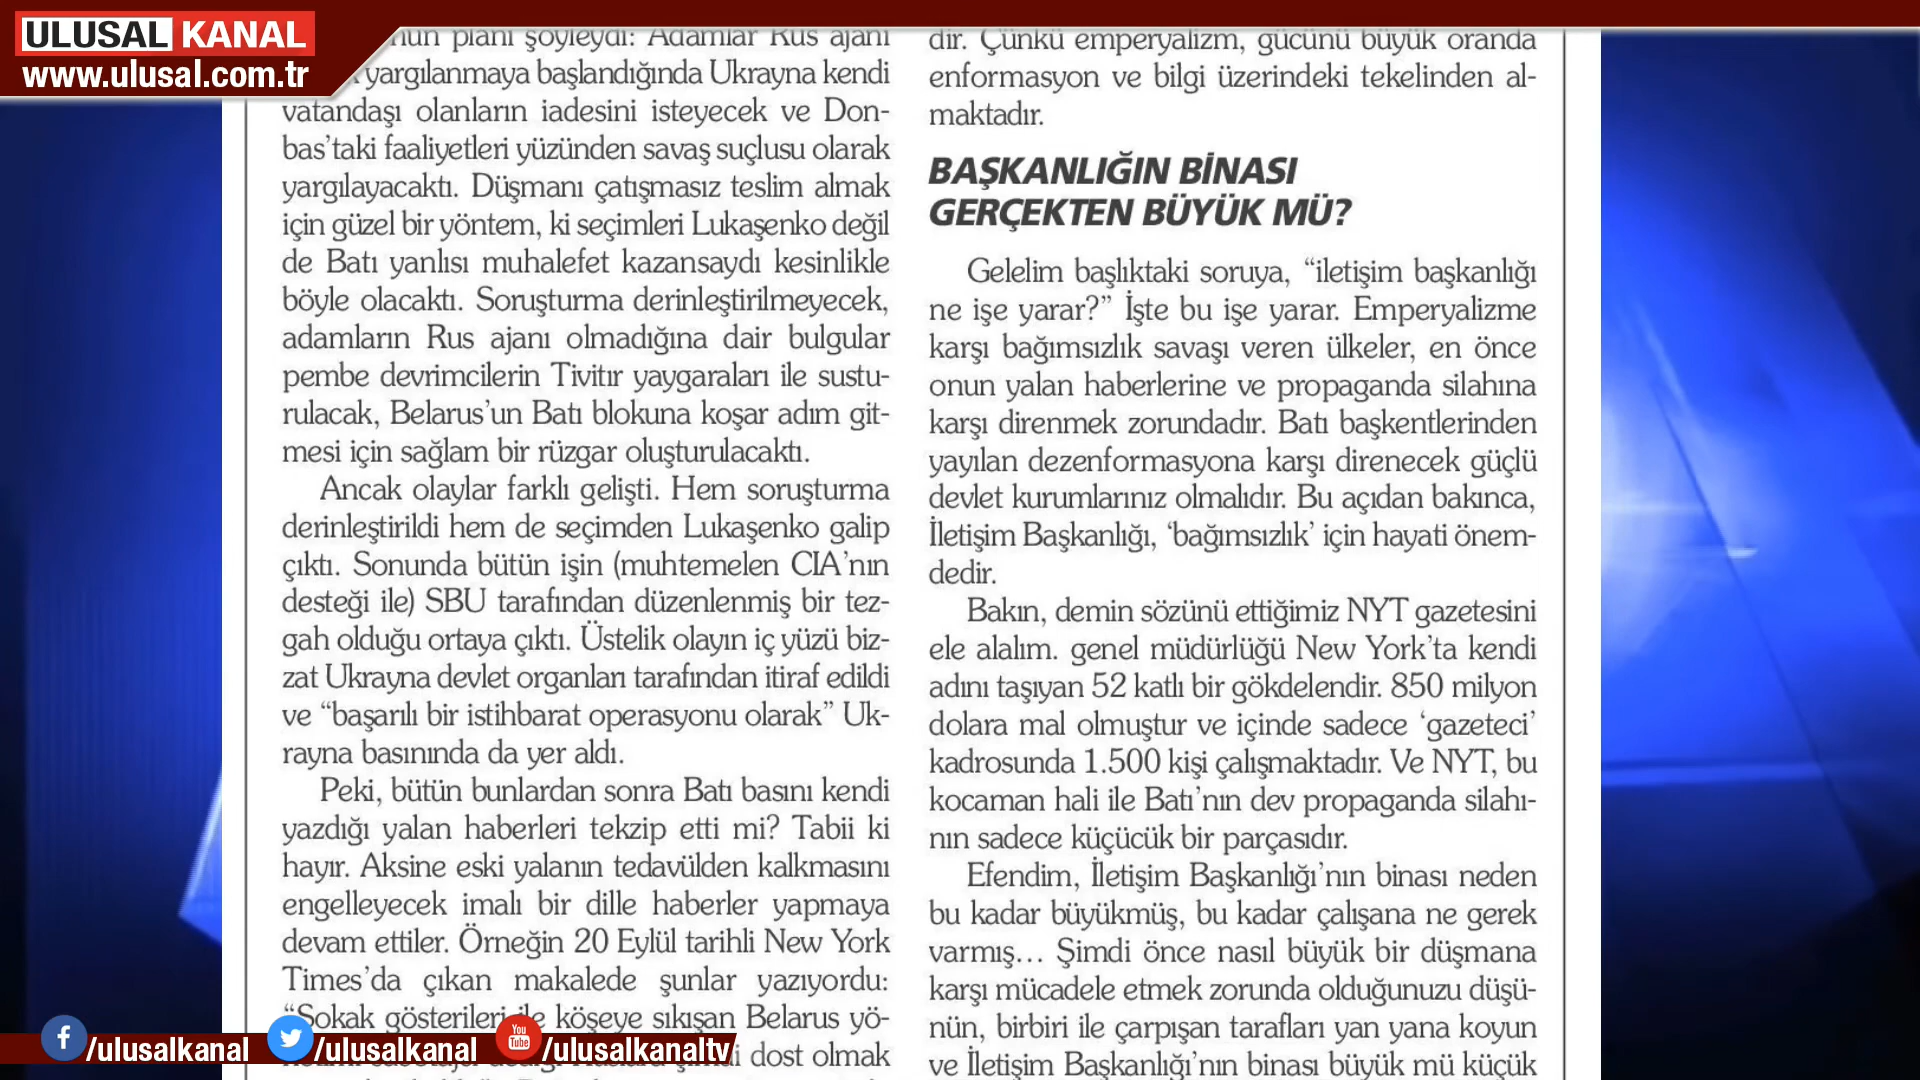 ULUSAL KANAL
www.ulusal.com.tr
planı şöyleydi: Adamlar Rus ajanı
yargılanmaya başlandığında Ukrayna kendi
vatandaşı olanların iadesini isteyecek ve Don-
bas’taki faaliyetleri yüzünden savaş suçlusu olarak
yargılayacaktı. Düşmanı çatışmasız teslim almak
için güzel bir yöntem, ki seçimleri Lukaşenko değil
de Batı yanlısı muhalefet kazansaydı kesinlikle
böyle olacaktı. Soruşturma derinleştirilmeyecek,
adamların Rus ajanı olmadığına dair bulgular
pembe devrimcilerin Tivitır yaygaraları ile sustu-
rulacak, Belarus’un Batı blokuna koşar adım git-
mesi için sağlam bir rüzgar oluşturulacaktı.
Ancak olaylar farklı gelişti. Hem soruşturma
derinleştirildi hem de seçimden Lukaşenko galip
çıktı. Sonunda bütün işin (muhtemelen CIA’nın
desteği ile) SBU tarafından düzenlenmiş bir tez-
gah olduğu ortaya çıktı. Üstelik olayın iç yüzü biz-
zat Ukrayna devlet organları tarafından itiraf edildi
ve “başarılı bir istihbarat operasyonu olarak” Uk-
rayna basınında da yer aldı.
Peki, bütün bunlardan sonra Batı basını kendi
yazdığı yalan haberleri tekzip etti mi? Tabii ki
hayır. Aksine eski yalanın tedavülden kalkmasını
engelleyecek imalı bir dille haberler yapmaya
devam ettiler. Örneğin 20 Eylül tarihli New York
Times’da çıkan makalede şunlar yazıyordu:
“Sokak gösterileri ile köşeye sıkışan Belarus yö-
dost olmak
dir. Çünkü emperyalizm, gücünü büyük oranda
enformasyon ve bilgi üzerindeki tekelinden al-
maktadır.
BAŞKANLIĞIN BİNASI
GERÇEKTEN BÜYÜK MÜ?
Gelelim başlıktaki soruya, “iletişim başkanlığı
ne işe yarar?” İşte bu işe yarar. Emperyalizme
karşı bağımsızlık savaşı veren ülkeler, en önce
onun yalan haberlerine ve propaganda silahına
karşı direnmek zorundadır. Batı başkentlerinden
yayılan dezenformasyona karşı direnecek güçlü
devlet kurumlarınız olmalıdır. Bu açıdan bakınca,
İletişim Başkanlığı, ‘bağımsızlık’ için hayati önem-
dedir.
Bakın, demin sözünü ettiğimiz NYT gazetesini
ele alalım. genel müdürlüğü New York’ta kendi
adını taşıyan 52 katlı bir gökdelendir. 850 milyon
dolara mal olmuştur ve içinde sadece ‘gazeteci’
kadrosunda 1.500 kişi çalışmaktadır. Ve NYT, bu
kocaman hali ile Batı’nın dev propaganda silahı-
nın sadece küçücük bir parçasıdır.
Efendim, İletişim Başkanlığı’nın binası neden
bu kadar büyükmüş, bu kadar çalışana ne gerek
varmış... Şimdi önce nasıl büyük bir düşmana
karşı mücadele etmek zorunda olduğunuzu düşü-
nün, birbiri ile çarpışan tarafları yan yana koyun
ve İletişim Başkanlığı’nın binası büyük mü küçük
/ulusalkanal
/ulusalkanal
You Tube
/ulusalkanaltv